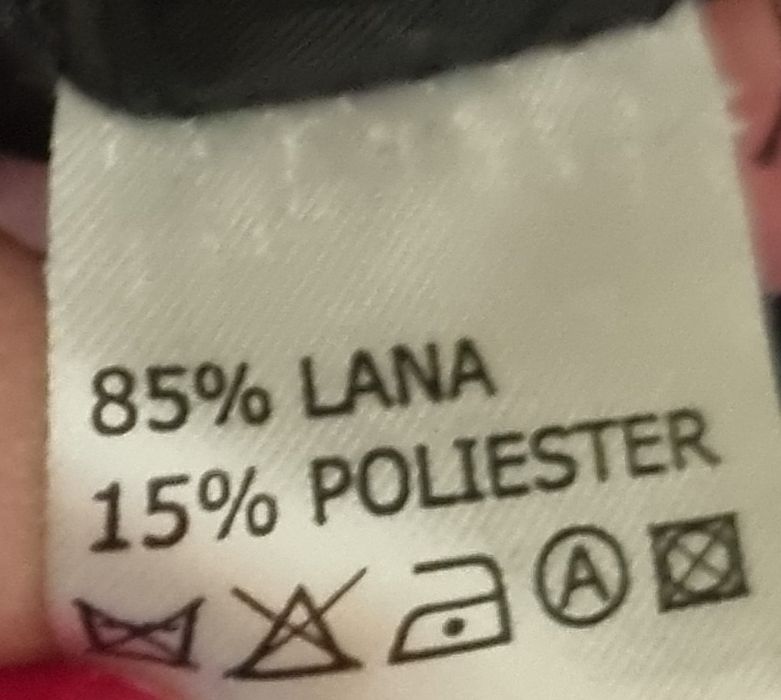 85% LANA
15% POLIESTER
A